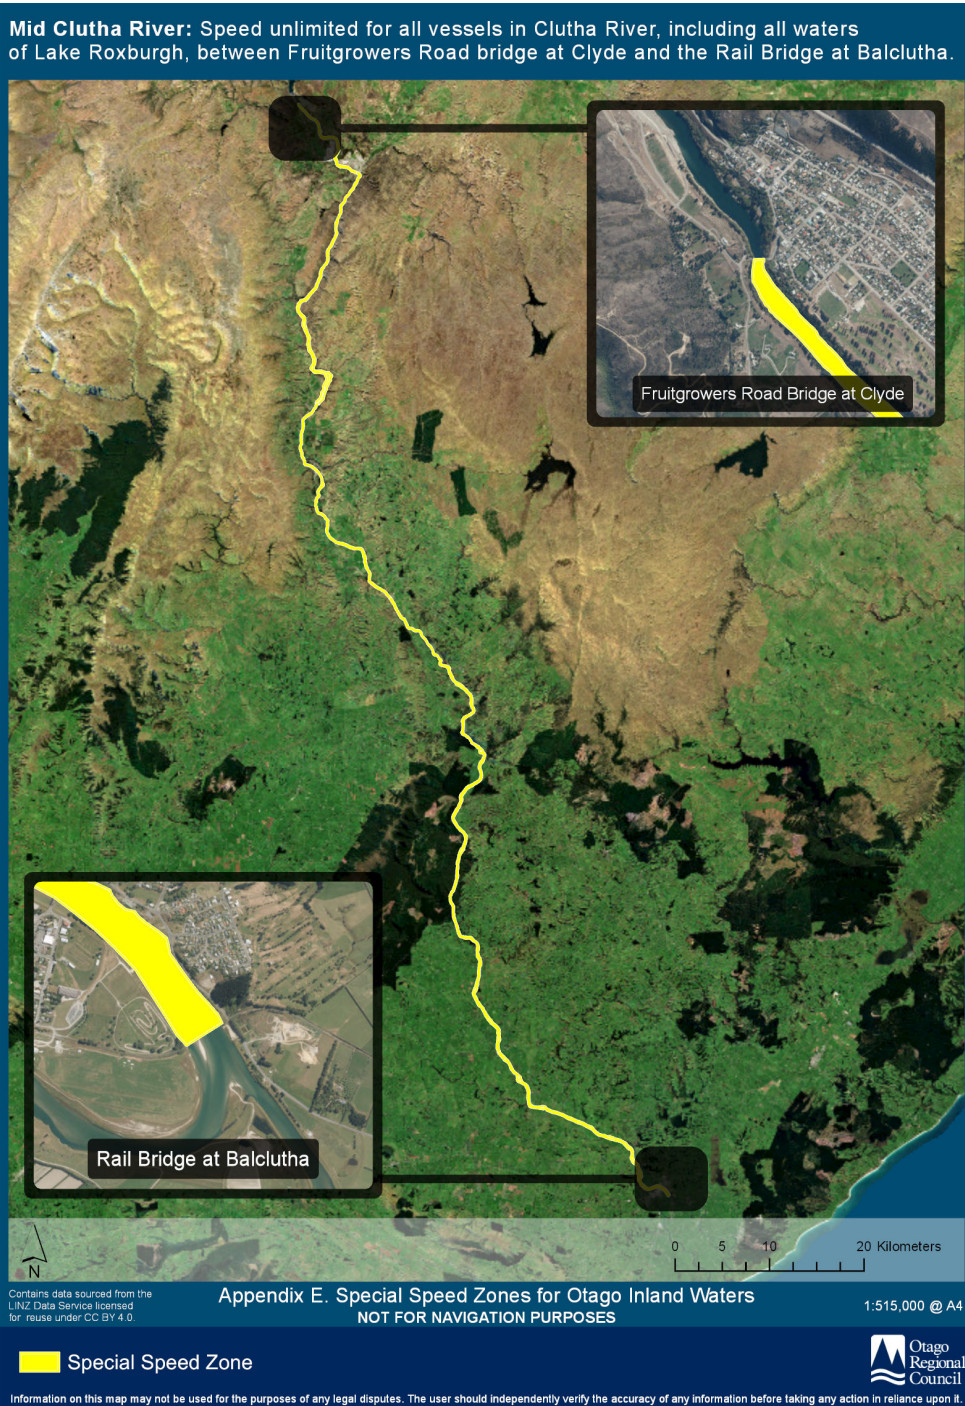 Mid Clutha River: Speed unlimited for all vessels in Clutha River, including all waters
of Lake Roxburgh, between Fruitgrowers Road bridge at Clyde and the Rail Bridge at Balclutha.
Fruitgrowers Road Bridge at Clyde
Rail Bridge at Balclutha
N
0 5 10 20 Kilometers
Contains data sourced from the
LINZ Data Service licensed
for reuse under CC BY 4.0.
Appendix E. Special Speed Zones for Otago Inland Waters
NOT FOR NAVIGATION PURPOSES
1:515,000 @ A4
Special Speed Zone
Otago
Regional
Council
Information on this map may not be used for the purposes of any legal disputes. The user should independently verify the accuracy of any information before taking any action in reliance upon it.